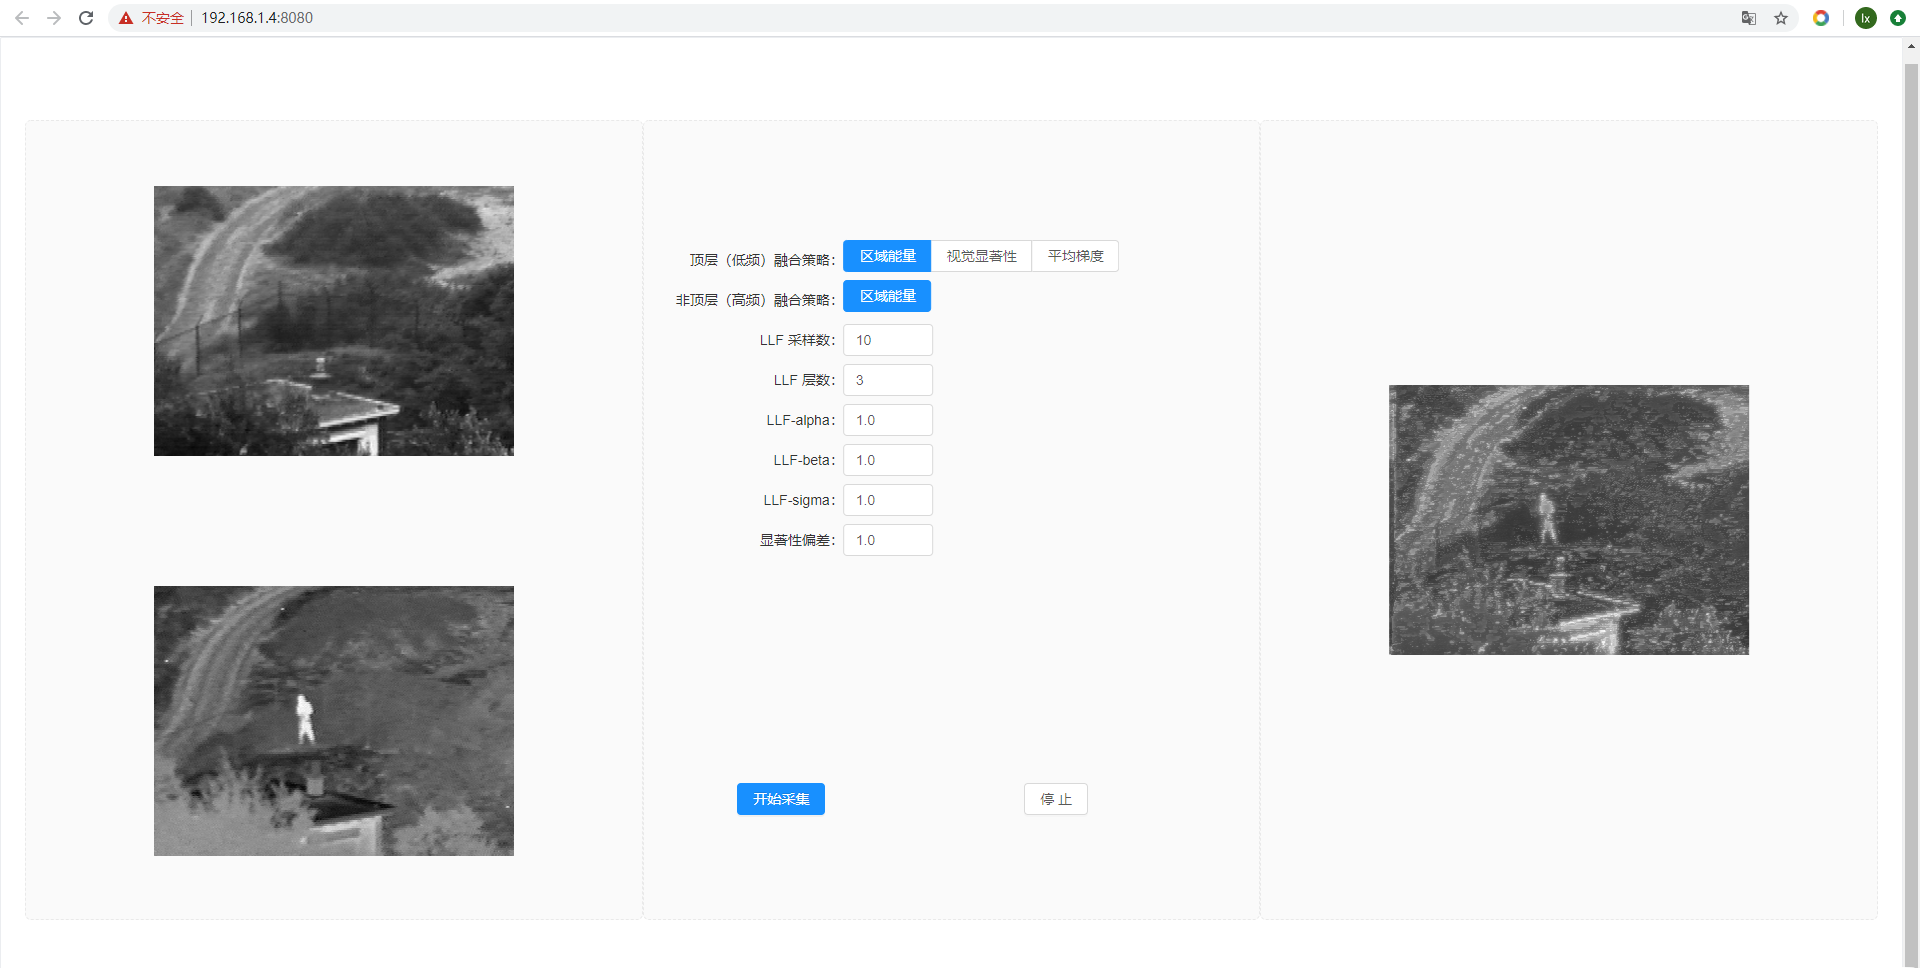 不安全 192.168.1.4:8080 lx
顶层（低频）融合策略： 区域能量 视觉显著性 平均梯度
非顶层（高频）融合策略： 区域能量
LLF 采样数： 10
LLF 层数： 3
LLF-alpha： 1.0
LLF-beta： 1.0
LLF-sigma： 1.0
显著性偏差： 1.0
开始采集 停 止